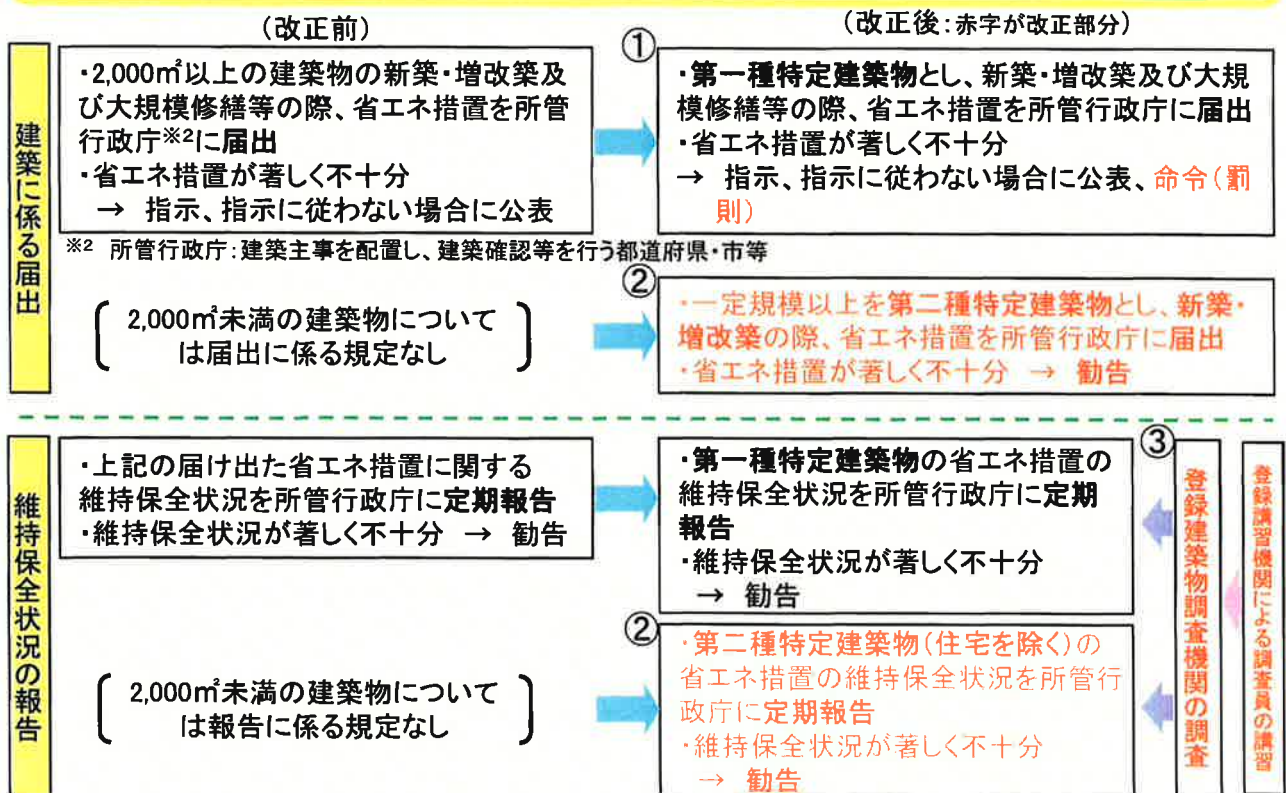 (改正前)
(改正後:赤字が改正部分)
建築に係る届出
・2,000㎡以上の建築物の新築・増改築及
び大規模修繕等の際、省エネ措置を所管
行政庁※2に届出
・省エネ措置が著しく不十分
→ 指示、指示に従わない場合に公表
①
・第一種特定建築物とし、新築・増改築及び大規
模修繕等の際、省エネ措置を所管行政庁に届出
・省エネ措置が著しく不十分
→ 指示、指示に従わない場合に公表、命令(罰
則)
※2 所管行政庁:建築主事を配置し、建築確認等を行う都道府県・市等
2,000㎡未満の建築物について
は届出に係る規定なし
②
・一定規模以上を第二種特定建築物とし、新築・
増改築の際、省エネ措置を所管行政庁に届出
・省エネ措置が著しく不十分 → 勧告
維持保全状況の報告
・上記の届け出た省エネ措置に関する
維持保全状況を所管行政庁に定期報告
・維持保全状況が著しく不十分 → 勧告
・第一種特定建築物の省エネ措置の
維持保全状況を所管行政庁に定期
報告
・維持保全状況が著しく不十分
→ 勧告
2,000㎡未満の建築物について
は報告に係る規定なし
②
・第二種特定建築物(住宅を除く)の
省エネ措置の維持保全状況を所管行
政庁に定期報告
・維持保全状況が著しく不十分
→ 勧告
③
登録建築物調査機関の調査
登録講習機関による調査員の講習